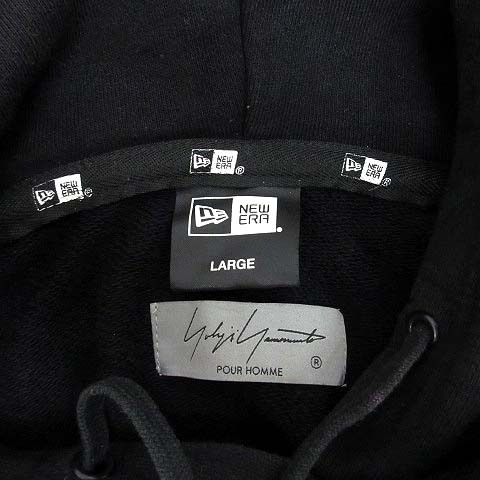 NEW ERA ®
NEW ERA ®
NEW ERA ®
NEW
ERA.
LARGE
Yohji Yamamoto
POUR HOMME ®